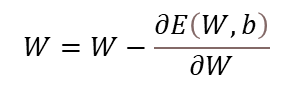 W = W − ∂E(W, b) / ∂W